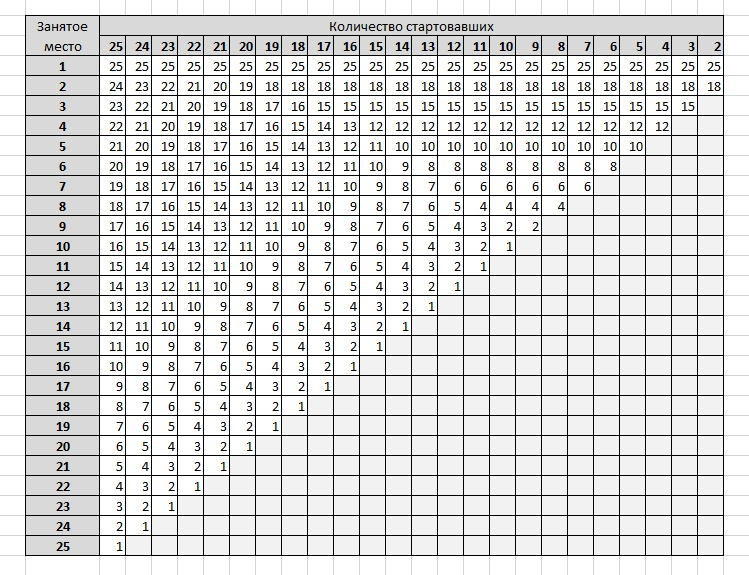 Занятое место Количество стартовавших
25 24 23 22 21 20 19 18 17 16 15 14 13 12 11 10 9 8 7 6 5 4 3 2
1 25 25 25 25 25 25 25 25 25 25 25 25 25 25 25 25 25 25 25 25 25 25 25 25
2 24 23 22 21 20 19 18 18 18 18 18 18 18 18 18 18 18 18 18 18 18 18 18 18
3 23 22 21 20 19 18 17 16 15 15 15 15 15 15 15 15 15 15 15 15 15 15 15
4 22 21 20 19 18 17 16 15 14 13 12 12 12 12 12 12 12 12 12 12 12 12
5 21 20 19 18 17 16 15 14 13 12 11 10 10 10 10 10 10 10 10 10 10
6 20 19 18 17 16 15 14 13 12 11 10 9 8 8 8 8 8 8 8 8
7 19 18 17 16 15 14 13 12 11 10 9 8 7 6 6 6 6 6 6
8 18 17 16 15 14 13 12 11 10 9 8 7 6 5 4 4 4 4
9 17 16 15 14 13 12 11 10 9 8 7 6 5 4 3 2 2
10 16 15 14 13 12 11 10 9 8 7 6 5 4 3 2 1
11 15 14 13 12 11 10 9 8 7 6 5 4 3 2 1
12 14 13 12 11 10 9 8 7 6 5 4 3 2 1
13 13 12 11 10 9 8 7 6 5 4 3 2 1
14 12 11 10 9 8 7 6 5 4 3 2 1
15 11 10 9 8 7 6 5 4 3 2 1
16 10 9 8 7 6 5 4 3 2 1
17 9 8 7 6 5 4 3 2 1
18 8 7 6 5 4 3 2 1
19 7 6 5 4 3 2 1
20 6 5 4 3 2 1
21 5 4 3 2 1
22 4 3 2 1
23 3 2 1
24 2 1
25 1